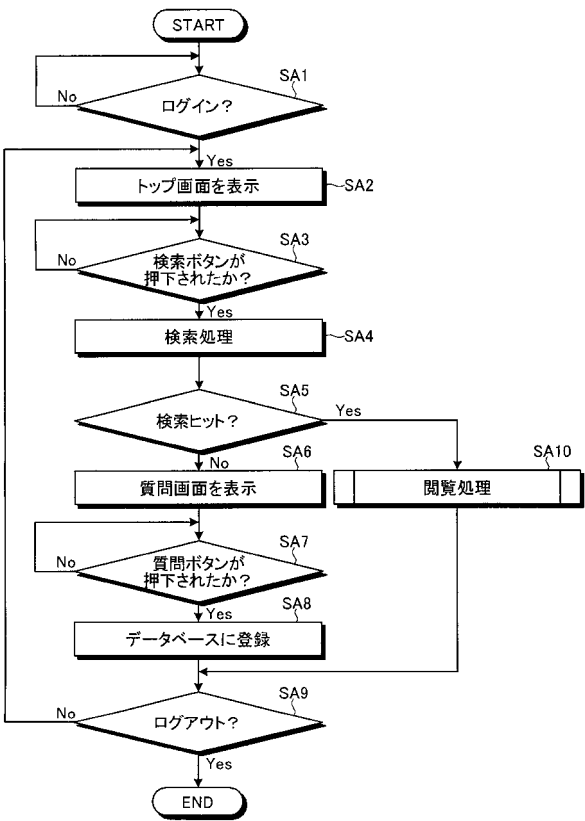 START
SA1
No
ログイン?
Yes
トップ画面を表示
SA2
SA3
No
検索ボタンが
押下されたか?
Yes
検索処理
SA4
SA5
検索ヒット?
Yes
No
SA6
質問画面を表示
SA10
閲覧処理
SA7
No
質問ボタンが
押下されたか?
Yes
SA8
データベースに登録
SA9
No
ログアウト?
Yes
END